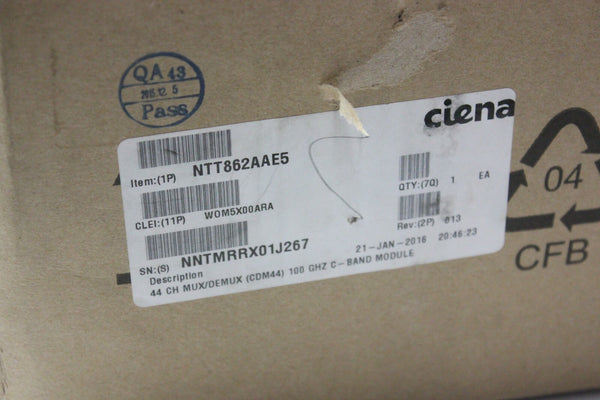 QA 43
2015.12.5
Pass
ciena
Item:(1P) NTT862AAE5
QTY:(7Q) 1 EA
CLEI:(11P) WOM5X00ARA
Rev:(2P) 013
SN:(S) NNTMRRX01J267
21-JAN-2016 20:46:23
Description
44 CH MUX/DEMUX (CDM44) 100 GHZ C-BAND MODULE
04
CFB